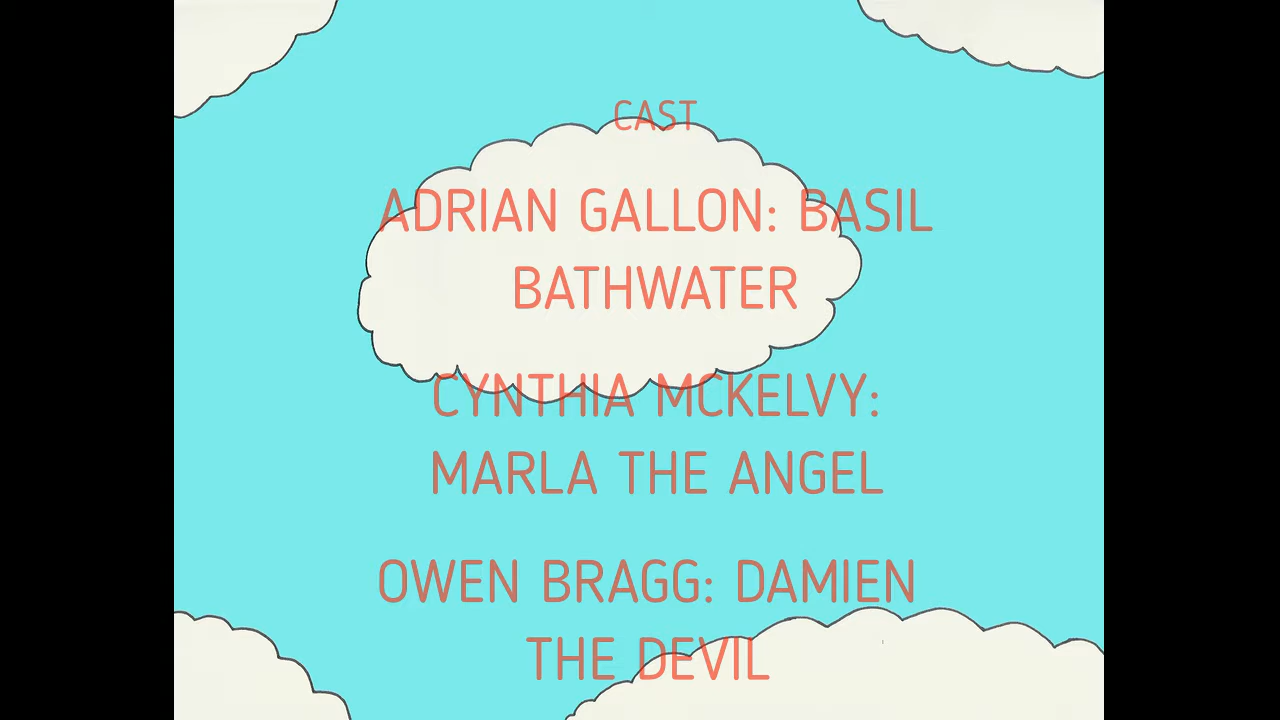 CAST
ADRIAN GALLON: BASIL
BATHWATER
CYNTHIA MCKELVY:
MARLA THE ANGEL
OWEN BRAGG: DAMIEN
THE DEVIL